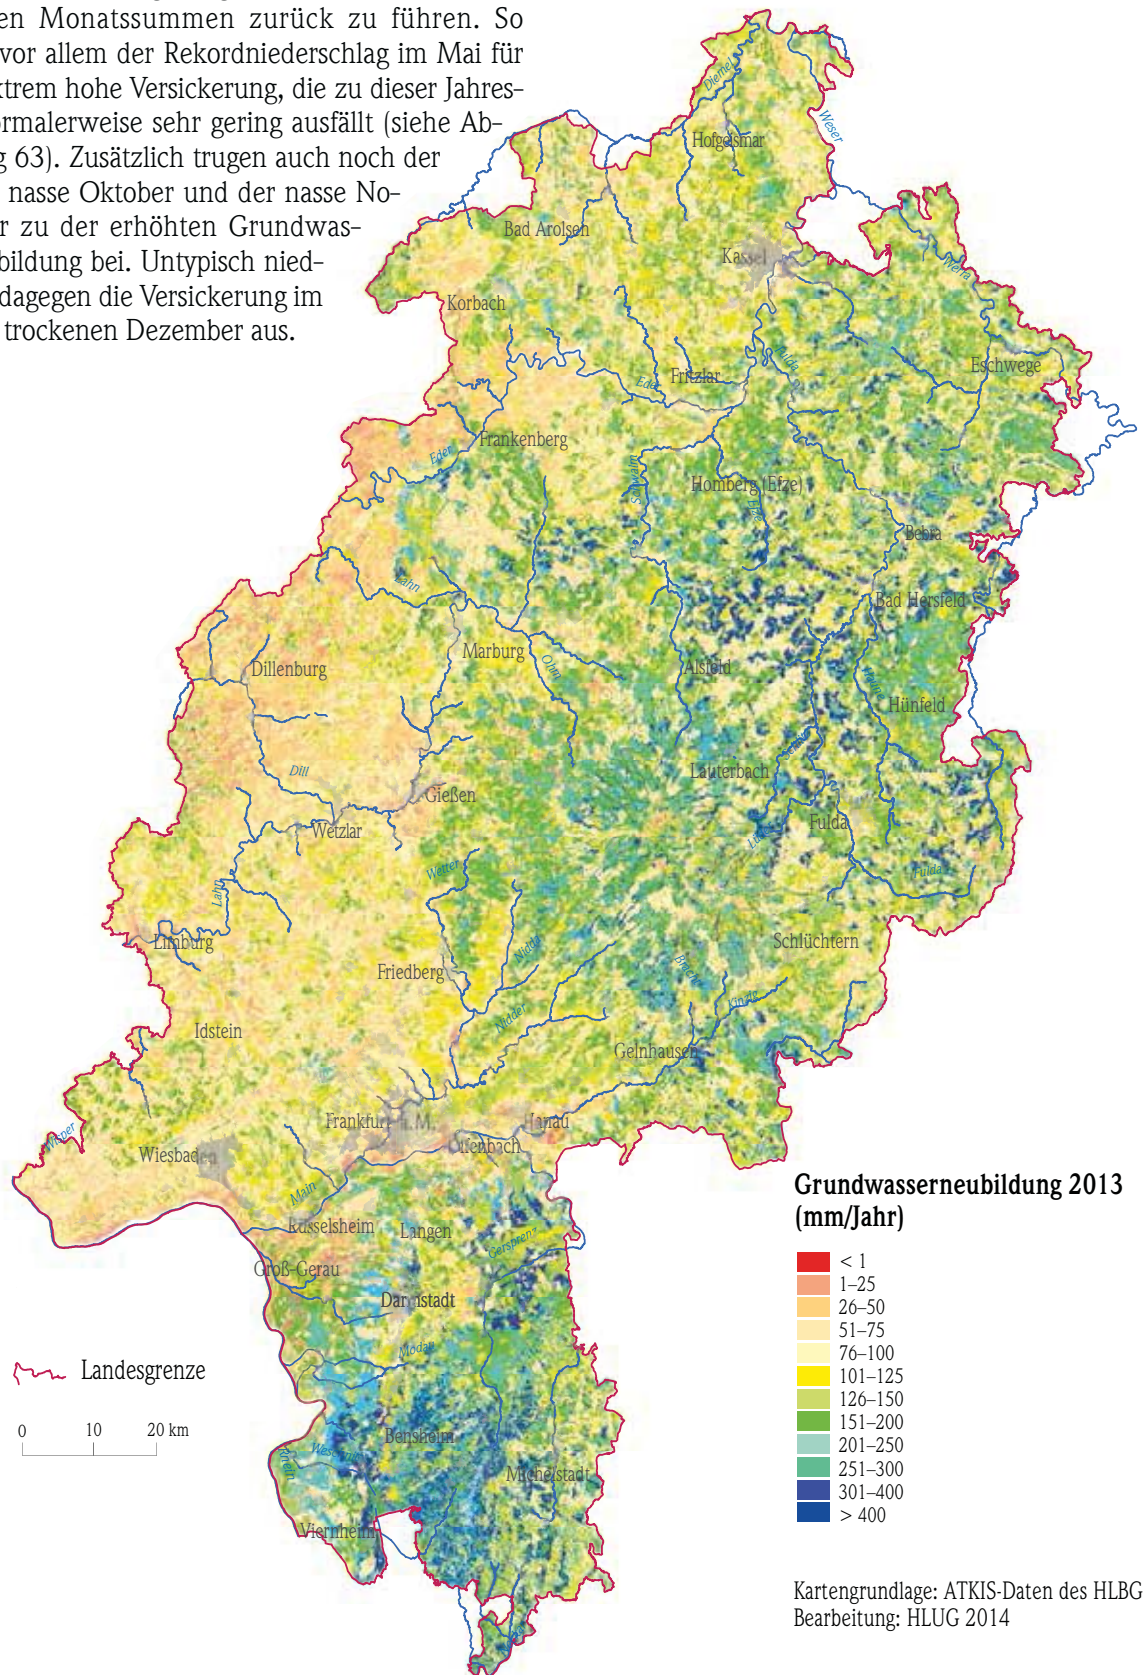 en Monatssummen zurück zu führen. So
vor allem der Rekordniederschlag im Mai für
xtrem hohe Versickerung, die zu dieser Jahres-
ormalerweise sehr gering ausfällt (siehe Ab-
g 63). Zusätzlich trugen auch noch der
nasse Oktober und der nasse No-
r zu der erhöhten Grundwas-
bildung bei. Untypisch nied-
dagegen die Versickerung im
trockenen Dezember aus.
Diemel
Weser
Hofgeismar
Bad Arolsen
Kassel
Werra
Korbach
Fulda
Eschwege
Fritzlar
Eder
Frankenberg
Eder
Schwalm
Homberg (Efze)
Efze
Bebra
Lahn
Bad Hersfeld
Marburg
Ohm
Alsfeld
Dillenburg
Haune
Hünfeld
Schlitz
Lauterbach
Dill
Gießen
Wetzlar
Fulda
Wetter
Fulda
Lahn
Limburg
Schlüchtern
Nidda
Friedberg
Bracht
Kinzig
Nidder
Idstein
Gelnhausen
Frankfurt a. M.
Hanau
Offenbach
Wisper
Wiesbaden
Main
Rüsselsheim
Langen
Gersprenz
Groß-Gerau
Darmstadt
Modau
Bensheim
Weschnitz
Rhein
Michelstadt
Viernheim
Landesgrenze
0 10 20 km
Grundwasserneubildung 2013
(mm/Jahr)
< 1
1–25
26–50
51–75
76–100
101–125
126–150
151–200
201–250
251–300
301–400
> 400
Kartengrundlage: ATKIS-Daten des HLBG
Bearbeitung: HLUG 2014